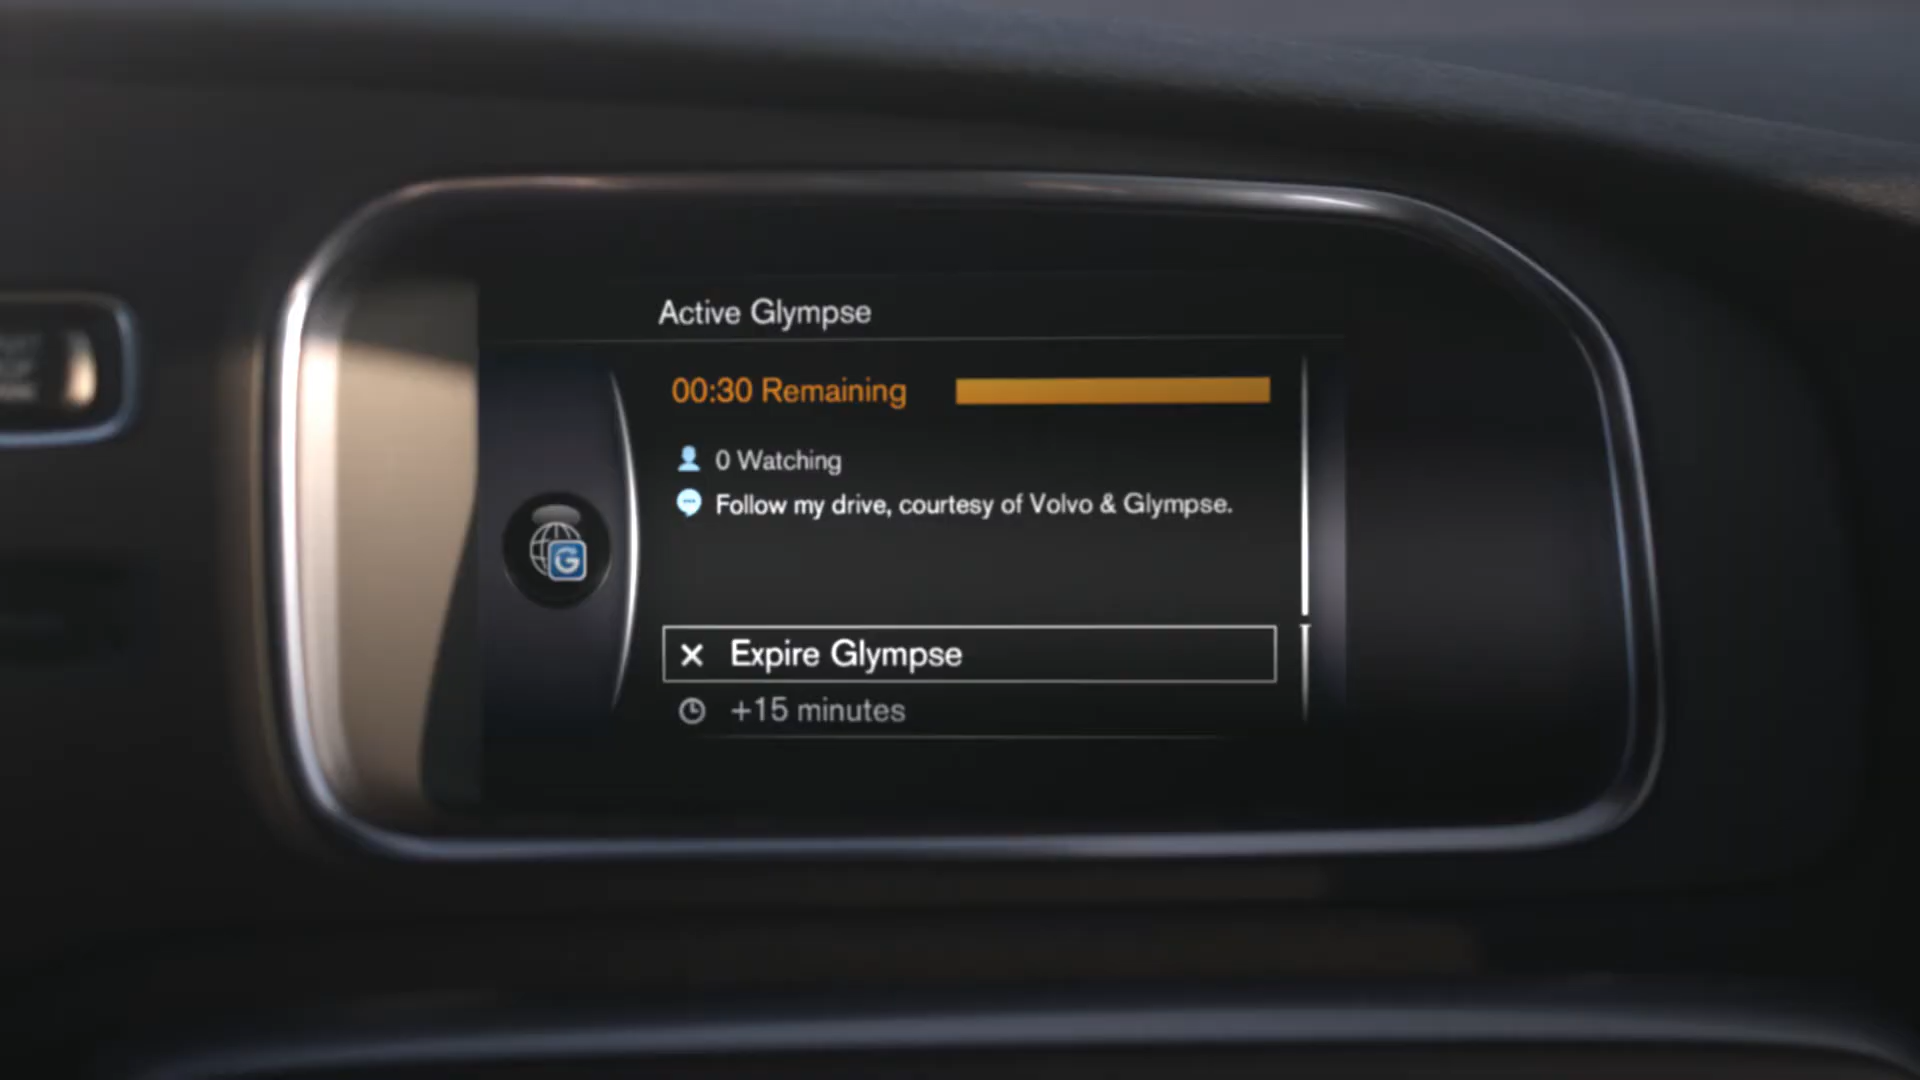 Active Glympse
00:30 Remaining
0 Watching
Follow my drive, courtesy of Volvo & Glympse.
G
Expire Glympse
+15 minutes